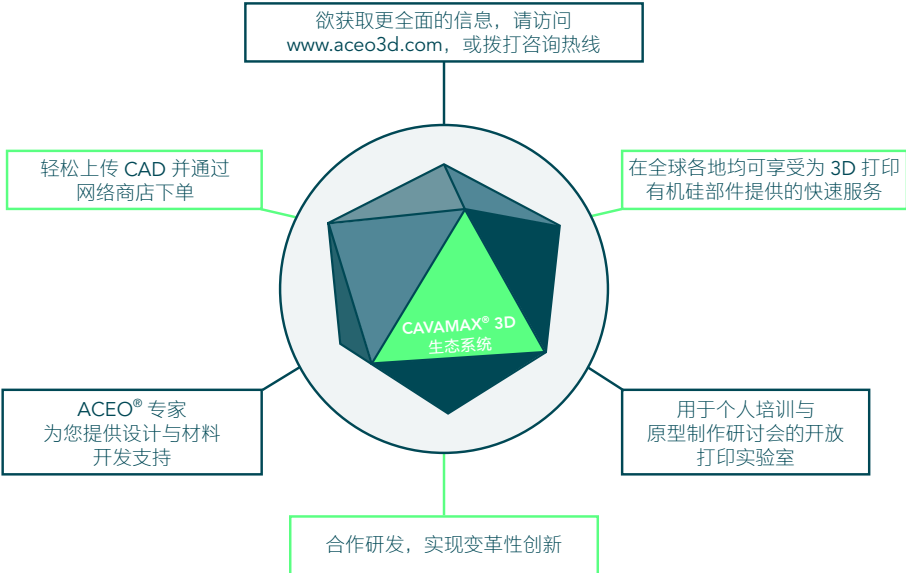 欲获取更全面的信息，请访问
www.aceo3d.com，或拨打咨询热线
轻松上传 CAD 并通过
网络商店下单
在全球各地均可享受为 3D 打印
有机硅部件提供的快速服务
CAVAMAX® 3D
生态系统
ACEO® 专家
为您提供设计与材料
开发支持
用于个人培训与
原型制作研讨会的开放
打印实验室
合作研发，实现变革性创新